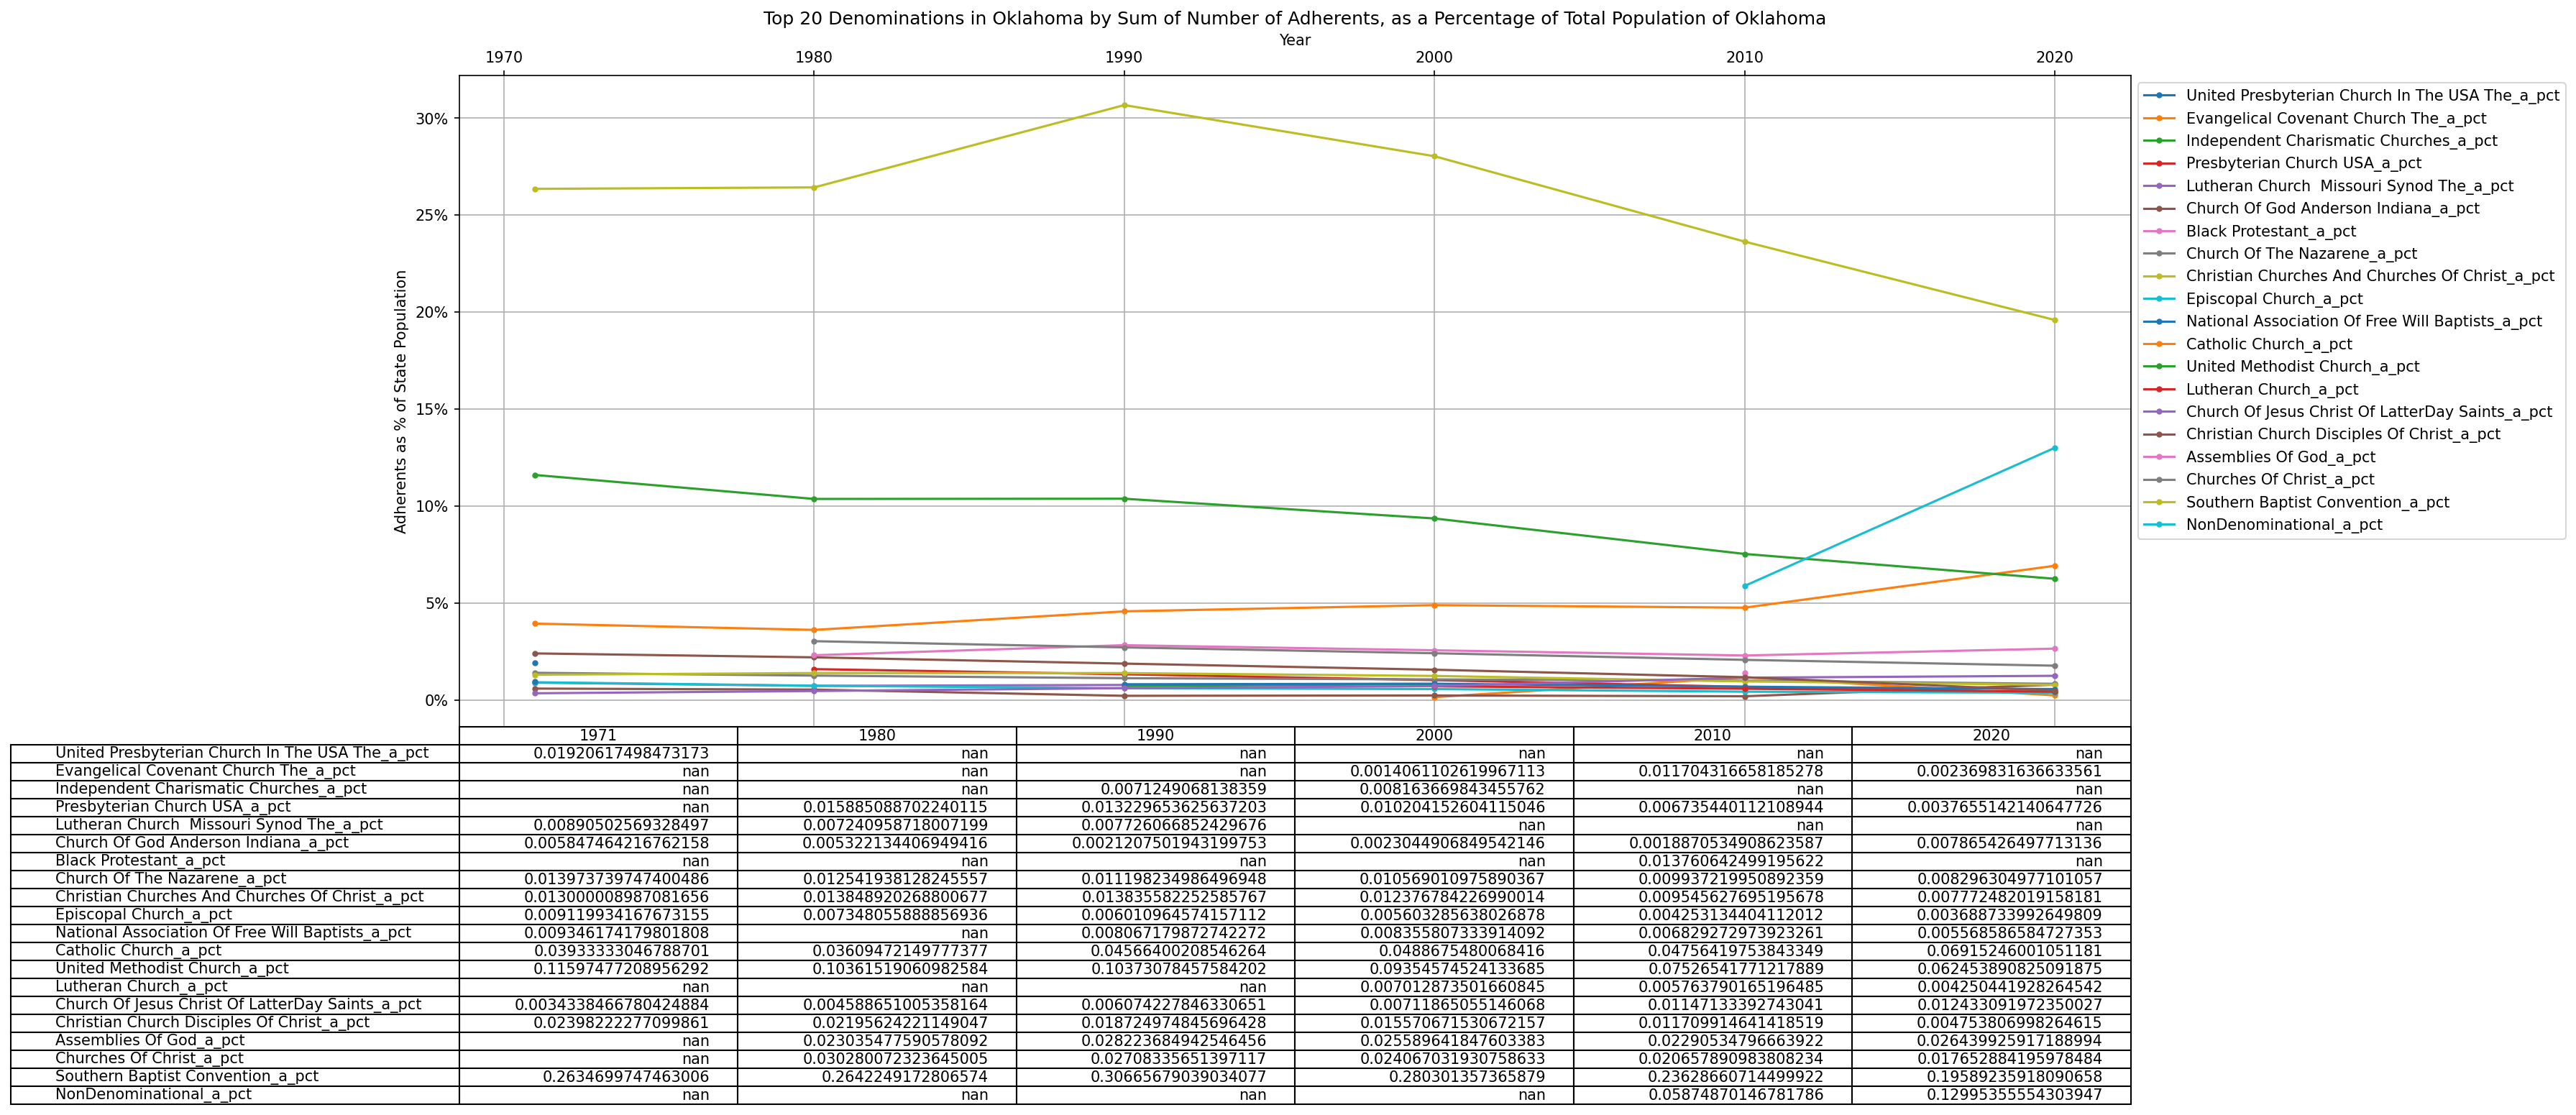 Top 20 Denominations in Oklahoma by Sum of Number of Adherents, as a Percentage of Total Population of Oklahoma
Year
1970 1980 1990 2000 2010 2020
Adherents as % of State Population
30%
25%
20%
15%
10%
5%
0%
United Presbyterian Church In The USA The_a_pct
Evangelical Covenant Church The_a_pct
Independent Charismatic Churches_a_pct
Presbyterian Church USA_a_pct
Lutheran Church  Missouri Synod The_a_pct
Church Of God Anderson Indiana_a_pct
Black Protestant_a_pct
Church Of The Nazarene_a_pct
Christian Churches And Churches Of Christ_a_pct
Episcopal Church_a_pct
National Association Of Free Will Baptists_a_pct
Catholic Church_a_pct
United Methodist Church_a_pct
Lutheran Church_a_pct
Church Of Jesus Christ Of LatterDay Saints_a_pct
Christian Church Disciples Of Christ_a_pct
Assemblies Of God_a_pct
Churches Of Christ_a_pct
Southern Baptist Convention_a_pct
NonDenominational_a_pct
1971 1980 1990 2000 2010 2020
United Presbyterian Church In The USA The_a_pct 0.01920617498473173 nan nan nan nan nan
Evangelical Covenant Church The_a_pct nan nan nan 0.0014061102619967113 0.011704316658185278 0.002369831636633561
Independent Charismatic Churches_a_pct nan nan 0.0071249068138359 0.008163669843455762 nan nan
Presbyterian Church USA_a_pct nan 0.015885088702240115 0.013229653625637203 0.010204152604115046 0.006735440112108944 0.0037655142140647726
Lutheran Church  Missouri Synod The_a_pct 0.00890502569328497 0.007240958718007199 0.007726066852429676 nan nan nan
Church Of God Anderson Indiana_a_pct 0.005847464216762158 0.005322134406949416 0.0021207501943199753 0.0023044906849542146 0.0018870534908623587 0.007865426497713136
Black Protestant_a_pct nan nan nan nan 0.013760642499195622 nan
Church Of The Nazarene_a_pct 0.013973739747400486 0.012541938128245557 0.011198234986496948 0.010569010975890367 0.009937219950892359 0.008296304977101057
Christian Churches And Churches Of Christ_a_pct 0.013000008987081656 0.013848920268800677 0.013835582252585767 0.012376784226990014 0.009545627695195678 0.007772482019158181
Episcopal Church_a_pct 0.009119934167673155 0.007348055888856936 0.006010964574157112 0.005603285638026878 0.004253134404112012 0.003688733992649809
National Association Of Free Will Baptists_a_pct 0.009346174179801808 nan 0.008067179872742272 0.008355807333914092 0.006829272973923261 0.005568586584727353
Catholic Church_a_pct 0.03933333046788701 0.03609472149777377 0.04566400208546264 0.0488675480068416 0.04756419753843349 0.06915246001051181
United Methodist Church_a_pct 0.11597477208956292 0.10361519060982584 0.10373078457584202 0.09354574524133685 0.07526541771217889 0.062453890825091875
Lutheran Church_a_pct nan nan nan 0.007012873501660845 0.005763790165196485 0.004250441928264542
Church Of Jesus Christ Of LatterDay Saints_a_pct 0.0034338466780424884 0.004588651005358164 0.006074227846330651 0.00711865055146068 0.01147133392743041 0.012433091972350027
Christian Church Disciples Of Christ_a_pct 0.02398222277099861 0.02195624221149047 0.018724974845696428 0.015570671530672157 0.011709914641418519 0.004753806998264615
Assemblies Of God_a_pct nan 0.023035477590578092 0.028223684942546456 0.025589641847603383 0.02290534796663922 0.026439925917188994
Churches Of Christ_a_pct nan 0.030280072323645005 0.02708335651397117 0.024067031930758633 0.020657890983808234 0.017652884195978484
Southern Baptist Convention_a_pct 0.2634699747463006 0.2642249172806574 0.30665679039034077 0.280301357365879 0.23628660714499922 0.19589235918090658
NonDenominational_a_pct nan nan nan nan 0.05874870146781786 0.12995355554303947